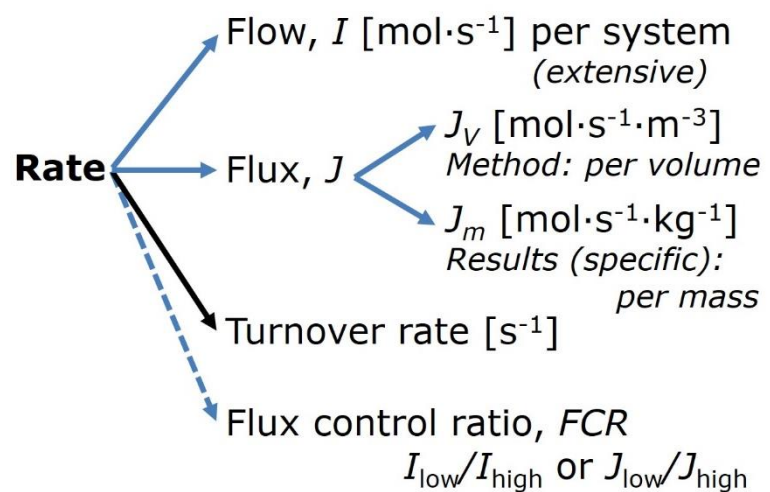 Flow, I [mol·s⁻¹] per system
(extensive)
J_V [mol·s⁻¹·m⁻³]
Method: per volume
Rate
Flux, J
J_m [mol·s⁻¹·kg⁻¹]
Results (specific):
per mass
Turnover rate [s⁻¹]
Flux control ratio, FCR
I_low/I_high or J_low/J_high